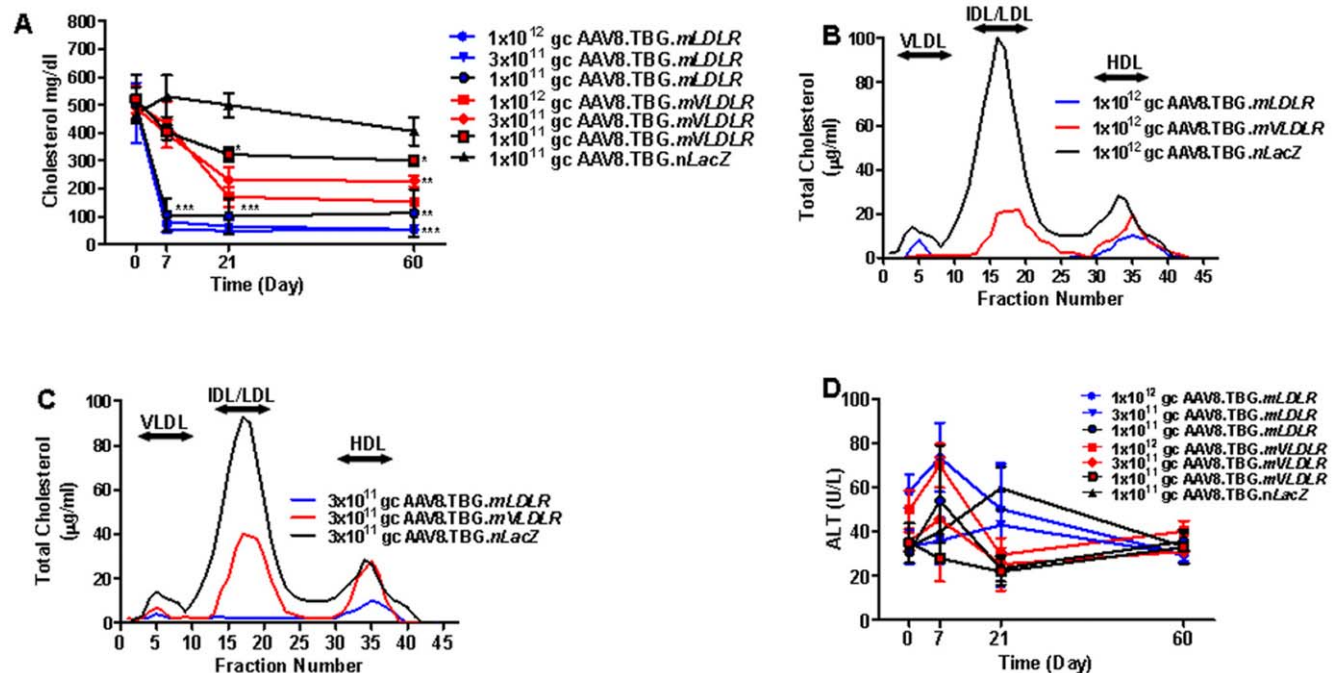 A
Cholesterol mg/dl
800
700
600
500
400
300
200
100
0
0 7 21 60
Time (Day)
***
*
***
*
**
**
***
1x10¹² gc AAV8.TBG.mLDLR
3x10¹¹ gc AAV8.TBG.mLDLR
1x10¹¹ gc AAV8.TBG.mLDLR
1x10¹² gc AAV8.TBG.mVLDLR
3x10¹¹ gc AAV8.TBG.mVLDLR
1x10¹¹ gc AAV8.TBG.mVLDLR
1x10¹¹ gc AAV8.TBG.nLacZ
B
Total Cholesterol
(µg/ml)
100
80
60
40
20
0
0 5 10 15 20 25 30 35 40 45
Fraction Number
VLDL
IDL/LDL
HDL
1x10¹² gc AAV8.TBG.mLDLR
1x10¹² gc AAV8.TBG.mVLDLR
1x10¹² gc AAV8.TBG.nLacZ
C
Total Cholesterol
(µg/ml)
100
80
60
40
20
0
0 5 10 15 20 25 30 35 40 45
Fraction Number
VLDL
IDL/LDL
HDL
3x10¹¹ gc AAV8.TBG.mLDLR
3x10¹¹ gc AAV8.TBG.mVLDLR
3x10¹¹ gc AAV8.TBG.nLacZ
D
ALT (U/L)
100
80
60
40
20
0
0 7 21 60
Time (Day)
1x10¹² gc AAV8.TBG.mLDLR
3x10¹¹ gc AAV8.TBG.mLDLR
1x10¹¹ gc AAV8.TBG.mLDLR
1x10¹² gc AAV8.TBG.mVLDLR
3x10¹¹ gc AAV8.TBG.mVLDLR
1x10¹¹ gc AAV8.TBG.mVLDLR
1x10¹¹ gc AAV8.TBG.nLacZ